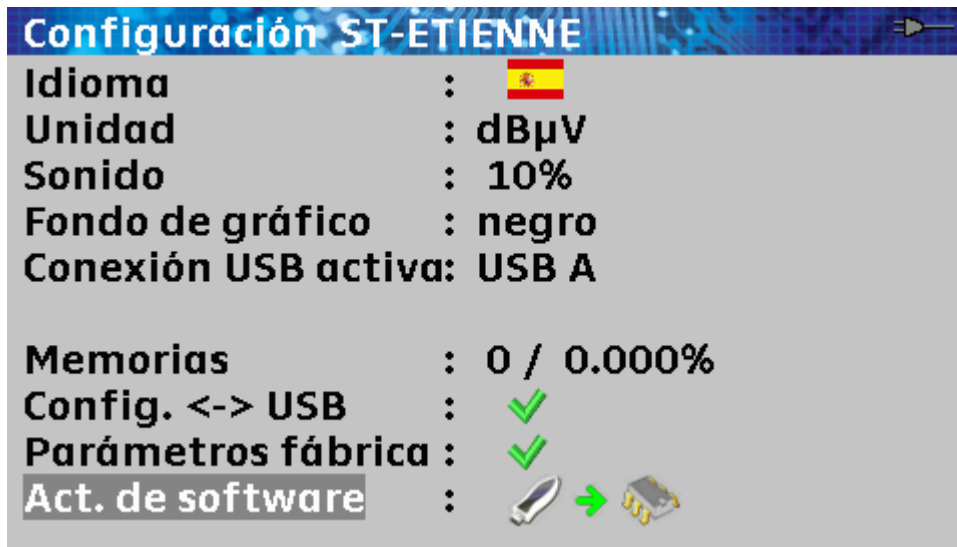 Configuración ST-ETIENNE
Idioma :
Unidad : dBµV
Sonido : 10%
Fondo de gráfico : negro
Conexión USB activa: USB A
Memorias : 0 / 0.000%
Config. <-> USB :
Parámetros fábrica :
Act. de software :